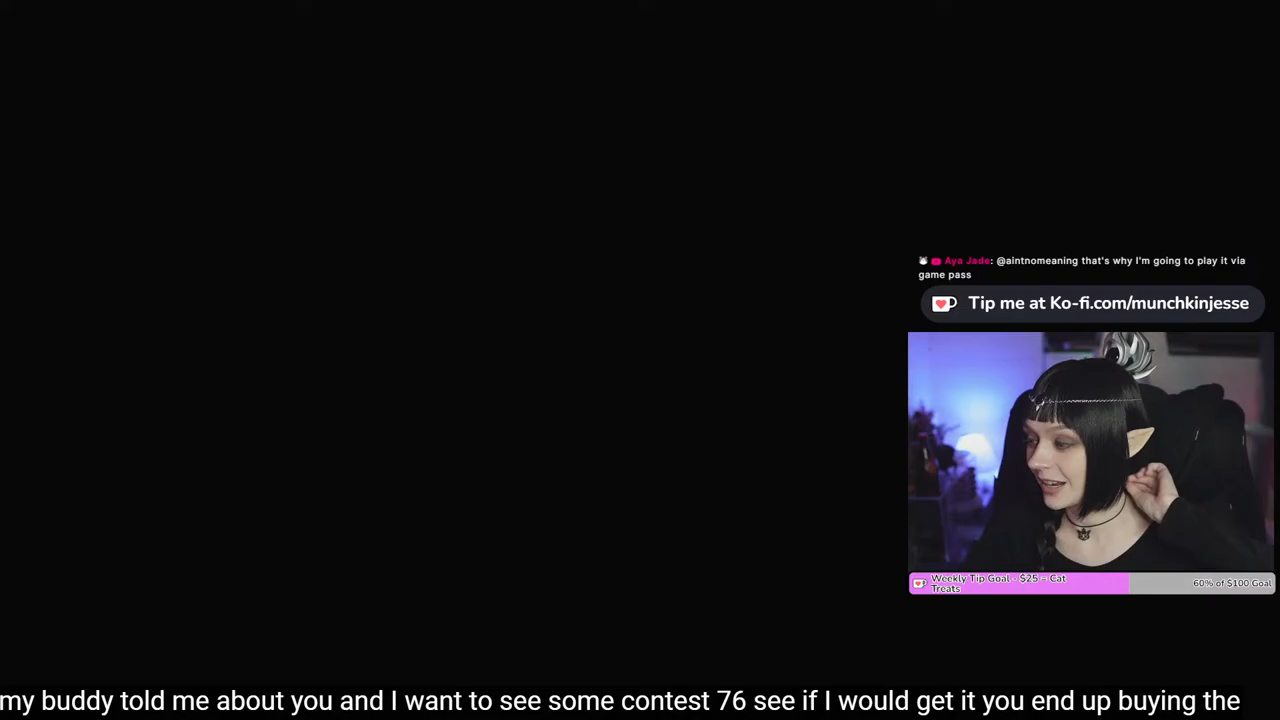 Aya Jade: @aintnomeaning that's why I'm going to play it via
game pass
Tip me at Ko-fi.com/munchkinjesse
Weekly Tip Goal - $25 = Cat
Treats
60% of $100 Goal
my buddy told me about you and I want to see some contest 76 see if I would get it you end up buying the